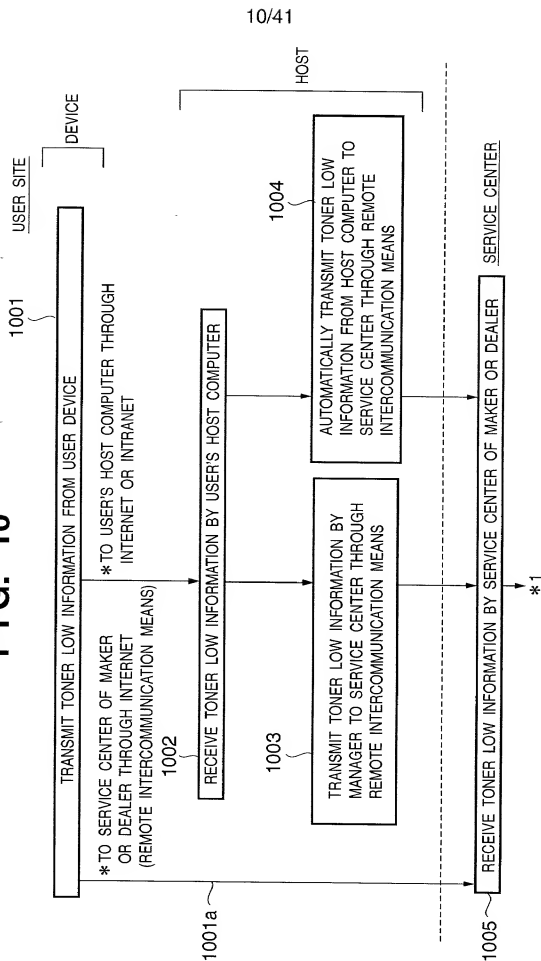 10/41
FIG. 10
USER SITE
DEVICE
1001
TRANSMIT TONER LOW INFORMATION FROM USER DEVICE
*TO SERVICE CENTER OF MAKER
OR DEALER THROUGH INTERNET
(REMOTE INTERCOMMUNICATION MEANS)
*TO USER'S HOST COMPUTER THROUGH
INTERNET OR INTRANET
1001a
1002
RECEIVE TONER LOW INFORMATION BY USER'S HOST COMPUTER
HOST
1003
TRANSMIT TONER LOW INFORMATION BY
MANAGER TO SERVICE CENTER THROUGH
REMOTE INTERCOMMUNICATION MEANS
1004
AUTOMATICALLY TRANSMIT TONER LOW
INFORMATION FROM HOST COMPUTER TO
SERVICE CENTER THROUGH REMOTE
INTERCOMMUNICATION MEANS
SERVICE CENTER
1005
RECEIVE TONER LOW INFORMATION BY SERVICE CENTER OF MAKER OR DEALER
*1